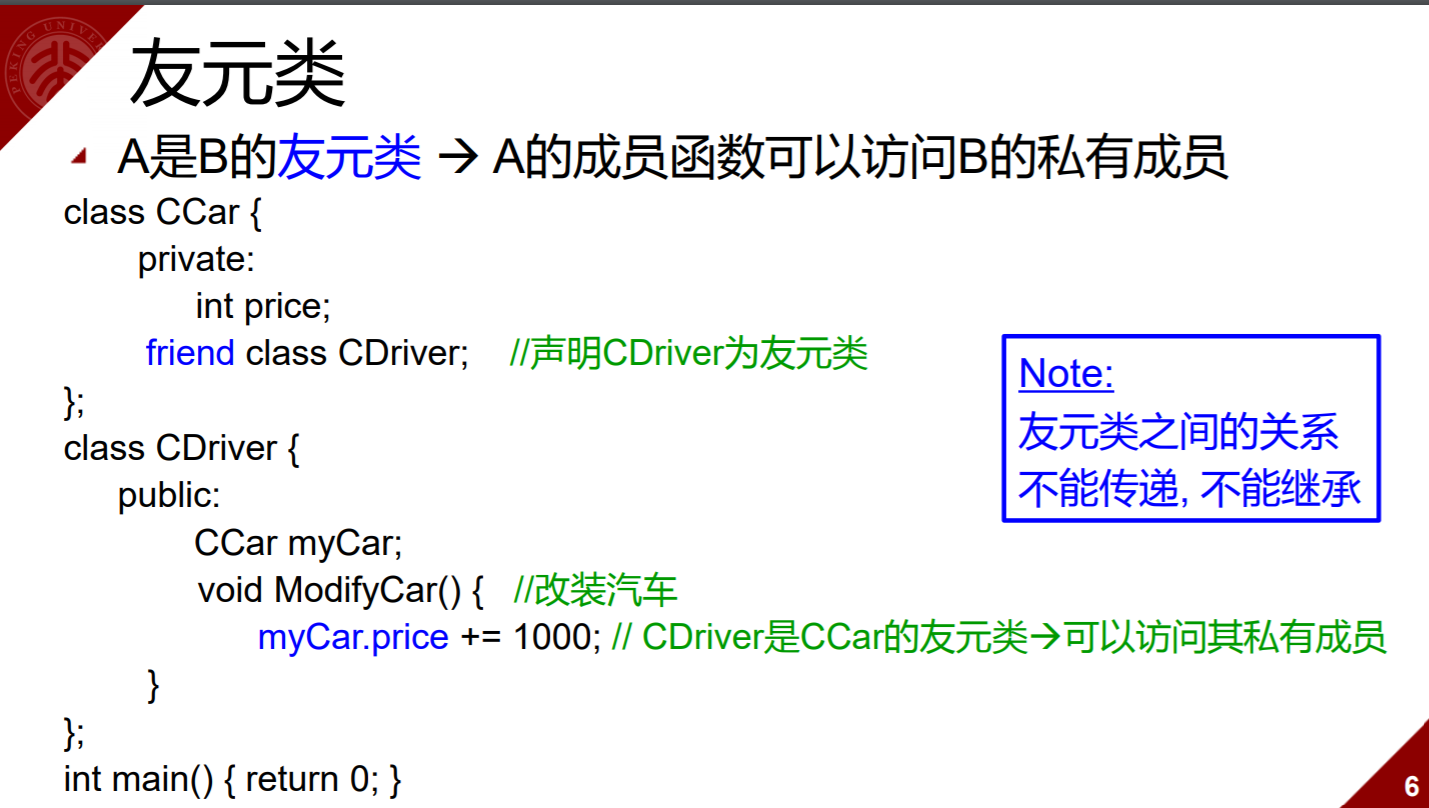 友元类
A是B的友元类 → A的成员函数可以访问B的私有成员
class CCar {
private:
int price;
friend class CDriver; //声明CDriver为友元类
};
class CDriver {
public:
CCar myCar;
void ModifyCar() { //改装汽车
myCar.price += 1000; // CDriver是CCar的友元类→可以访问其私有成员
}
};
int main() { return 0; }
Note:
友元类之间的关系
不能传递, 不能继承
6